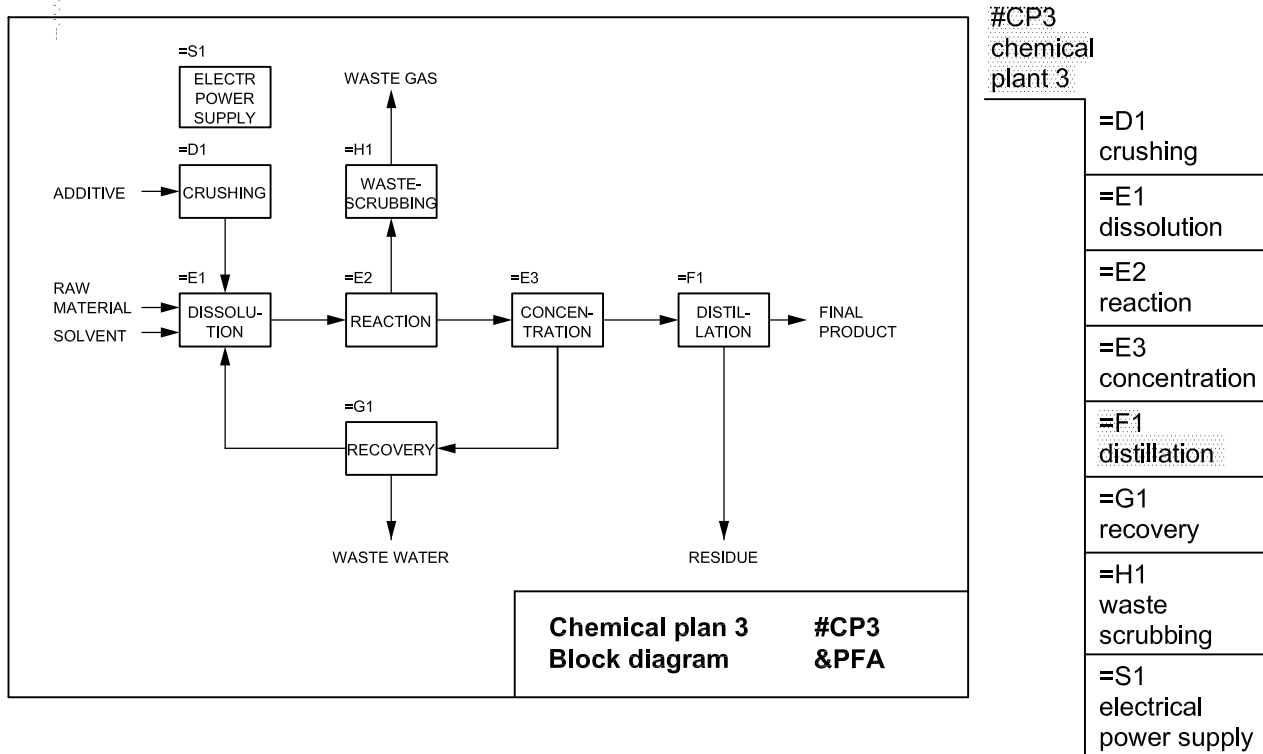 =S1
ELECTR
POWER
SUPPLY
WASTE GAS
=D1
CRUSHING
=H1
WASTE-
SCRUBBING
ADDITIVE
RAW
MATERIAL
SOLVENT
=E1
DISSOLU-
TION
=E2
REACTION
=E3
CONCEN-
TRATION
=F1
DISTIL-
LATION
FINAL
PRODUCT
=G1
RECOVERY
WASTE WATER
RESIDUE
Chemical plan 3 #CP3
Block diagram &PFA
#CP3
chemical
plant 3
=D1
crushing
=E1
dissolution
=E2
reaction
=E3
concentration
=F1
distillation
=G1
recovery
=H1
waste
scrubbing
=S1
electrical
power supply